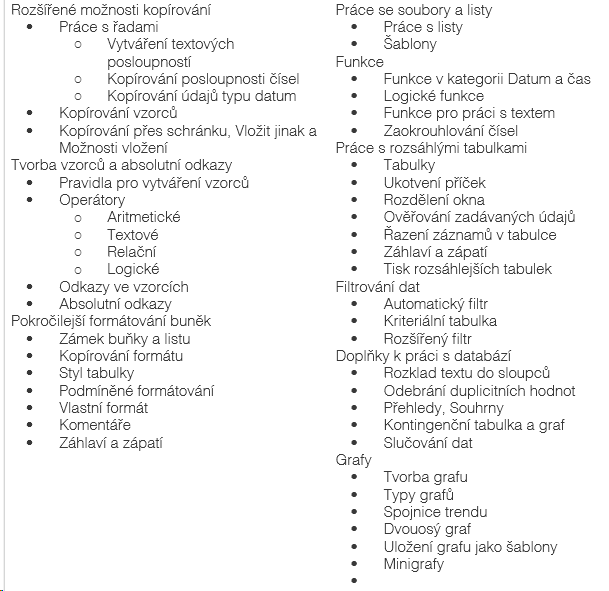 Rozšířené možnosti kopírování
• Práce s řadami
○ Vytváření textových
posloupností
○ Kopírování posloupnosti čísel
○ Kopírování údajů typu datum
• Kopírování vzorců
• Kopírování přes schránku, Vložit jinak a
Možnosti vložení
Tvorba vzorců a absolutní odkazy
• Pravidla pro vytváření vzorců
• Operátory
○ Aritmetické
○ Textové
○ Relační
○ Logické
• Odkazy ve vzorcích
• Absolutní odkazy
Pokročilejší formátování buněk
• Zámek buňky a listu
• Kopírování formátu
• Styl tabulky
• Podmíněné formátování
• Vlastní formát
• Komentáře
• Záhlaví a zápatí
Práce se soubory a listy
• Práce s listy
• Šablony
Funkce
• Funkce v kategorii Datum a čas
• Logické funkce
• Funkce pro práci s textem
• Zaokrouhlování čísel
Práce s rozsáhlými tabulkami
• Tabulky
• Ukotvení příček
• Rozdělení okna
• Ověřování zadávaných údajů
• Řazení záznamů v tabulce
• Záhlaví a zápatí
• Tisk rozsáhlejších tabulek
Filtrování dat
• Automatický filtr
• Kriteriální tabulka
• Rozšířený filtr
Doplňky k práci s databází
• Rozklad textu do sloupců
• Odebrání duplicitních hodnot
• Přehledy, Souhrny
• Kontingenční tabulka a graf
• Slučování dat
Grafy
• Tvorba grafu
• Typy grafů
• Spojnice trendu
• Dvouosý graf
• Uložení grafu jako šablony
• Minigrafy
•